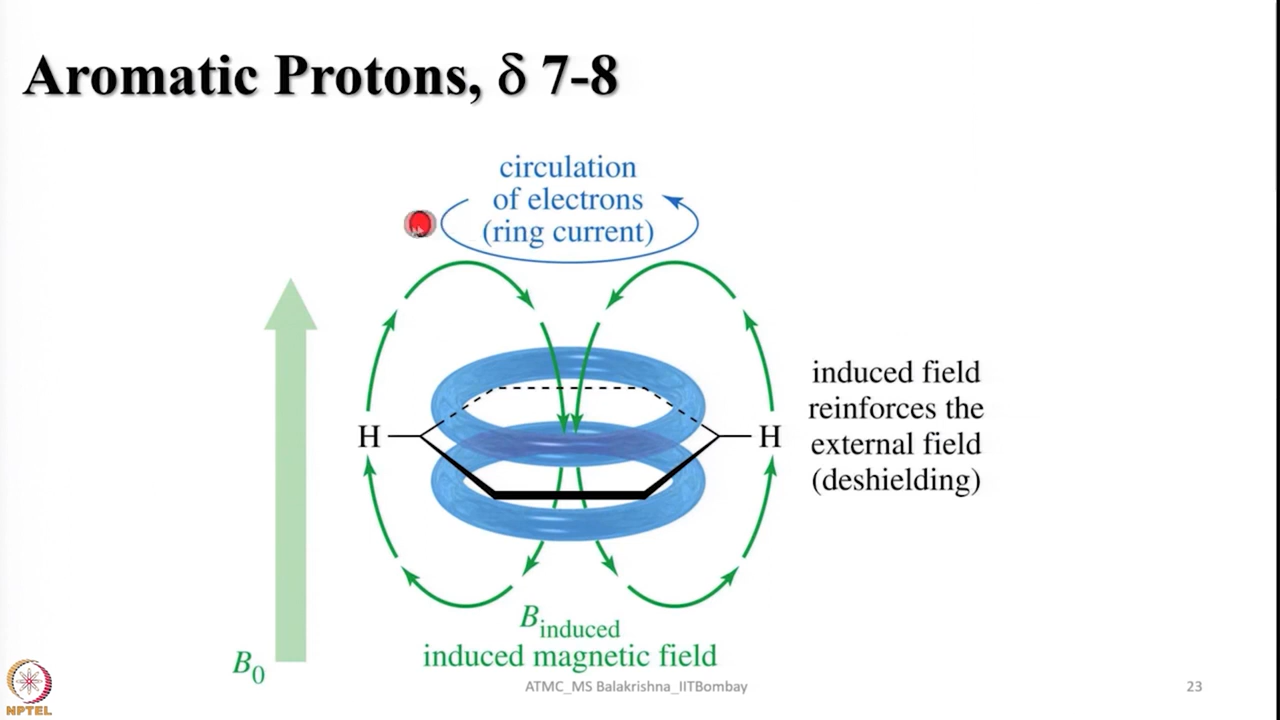 Aromatic Protons, δ 7-8
circulation
of electrons
(ring current)
H
H
induced field
reinforces the
external field
(deshielding)
B0
Binduced
induced magnetic field
ATMC_MS Balakrishna_IITBombay
23
NPTEL